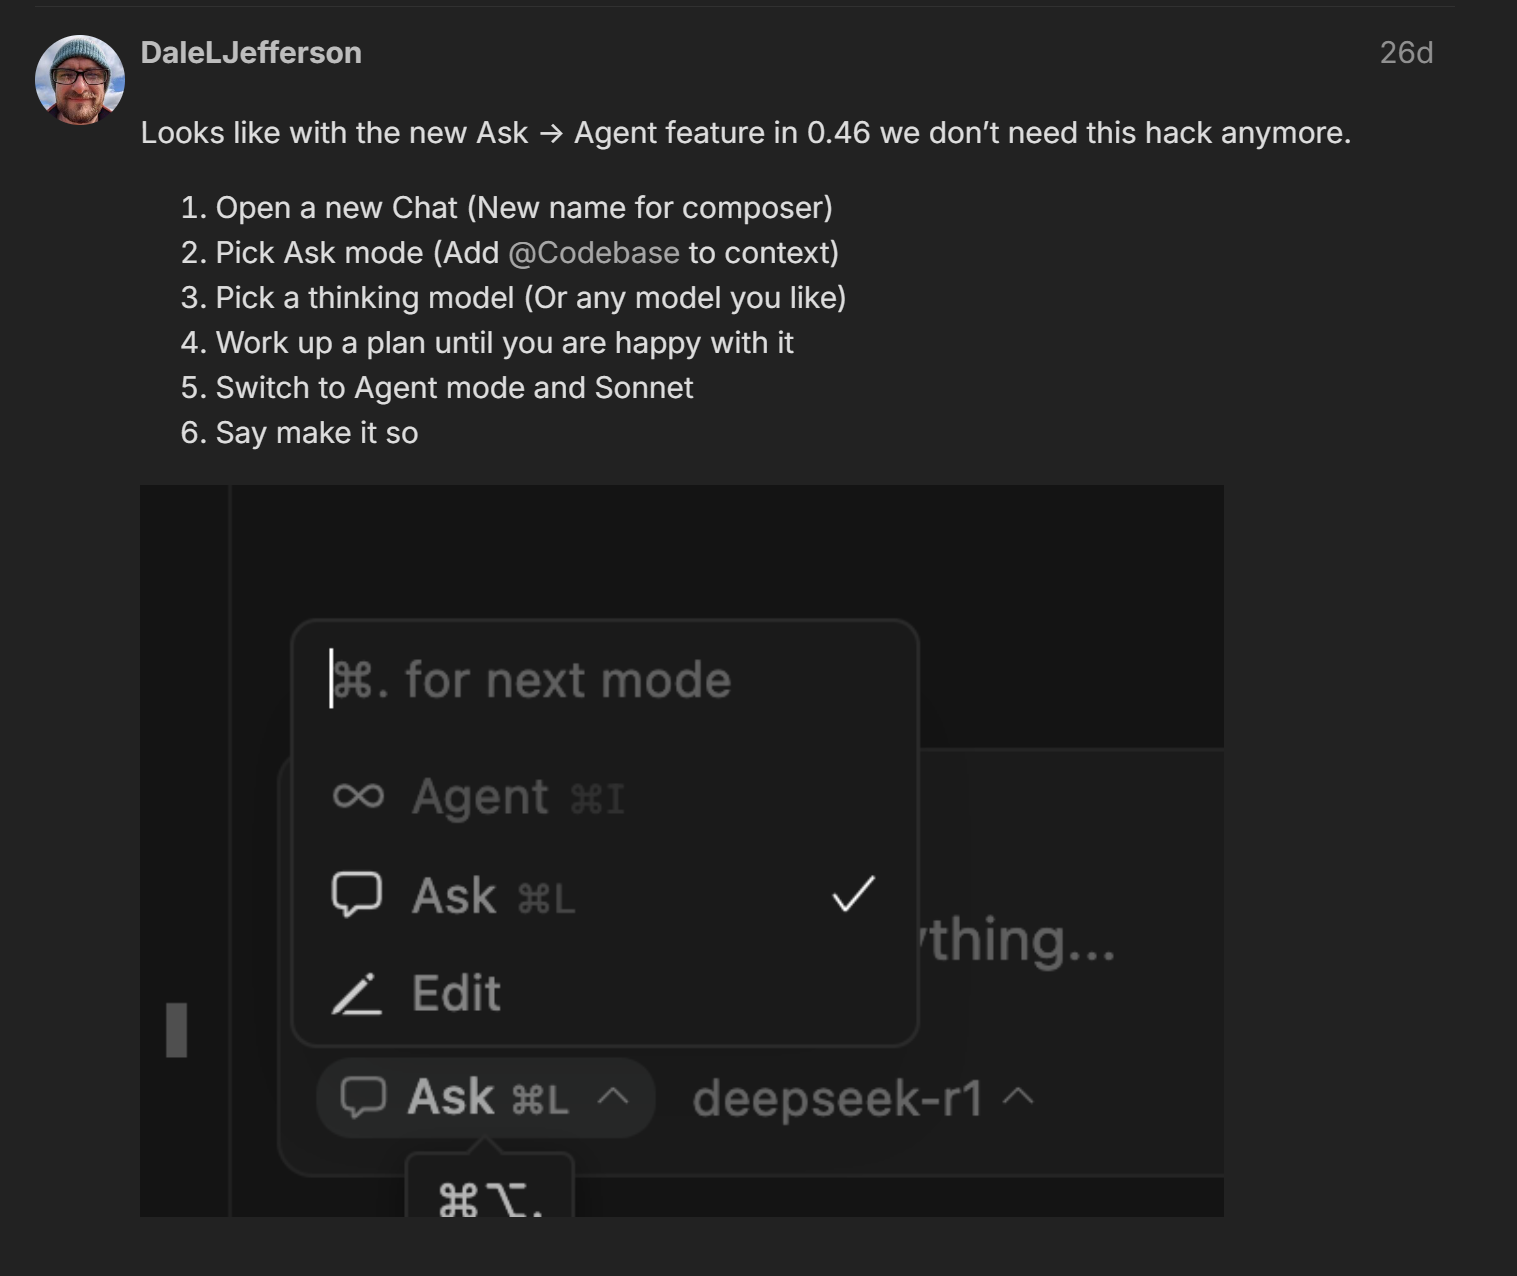 DaleLJefferson 26d
Looks like with the new Ask → Agent feature in 0.46 we don’t need this hack anymore.
1. Open a new Chat (New name for composer)
2. Pick Ask mode (Add @Codebase to context)
3. Pick a thinking model (Or any model you like)
4. Work up a plan until you are happy with it
5. Switch to Agent mode and Sonnet
6. Say make it so
⌘. for next mode
Agent ⌘I
Ask ⌘L
ything...
Edit
Ask ⌘L deepseek-r1
⌘⌥.